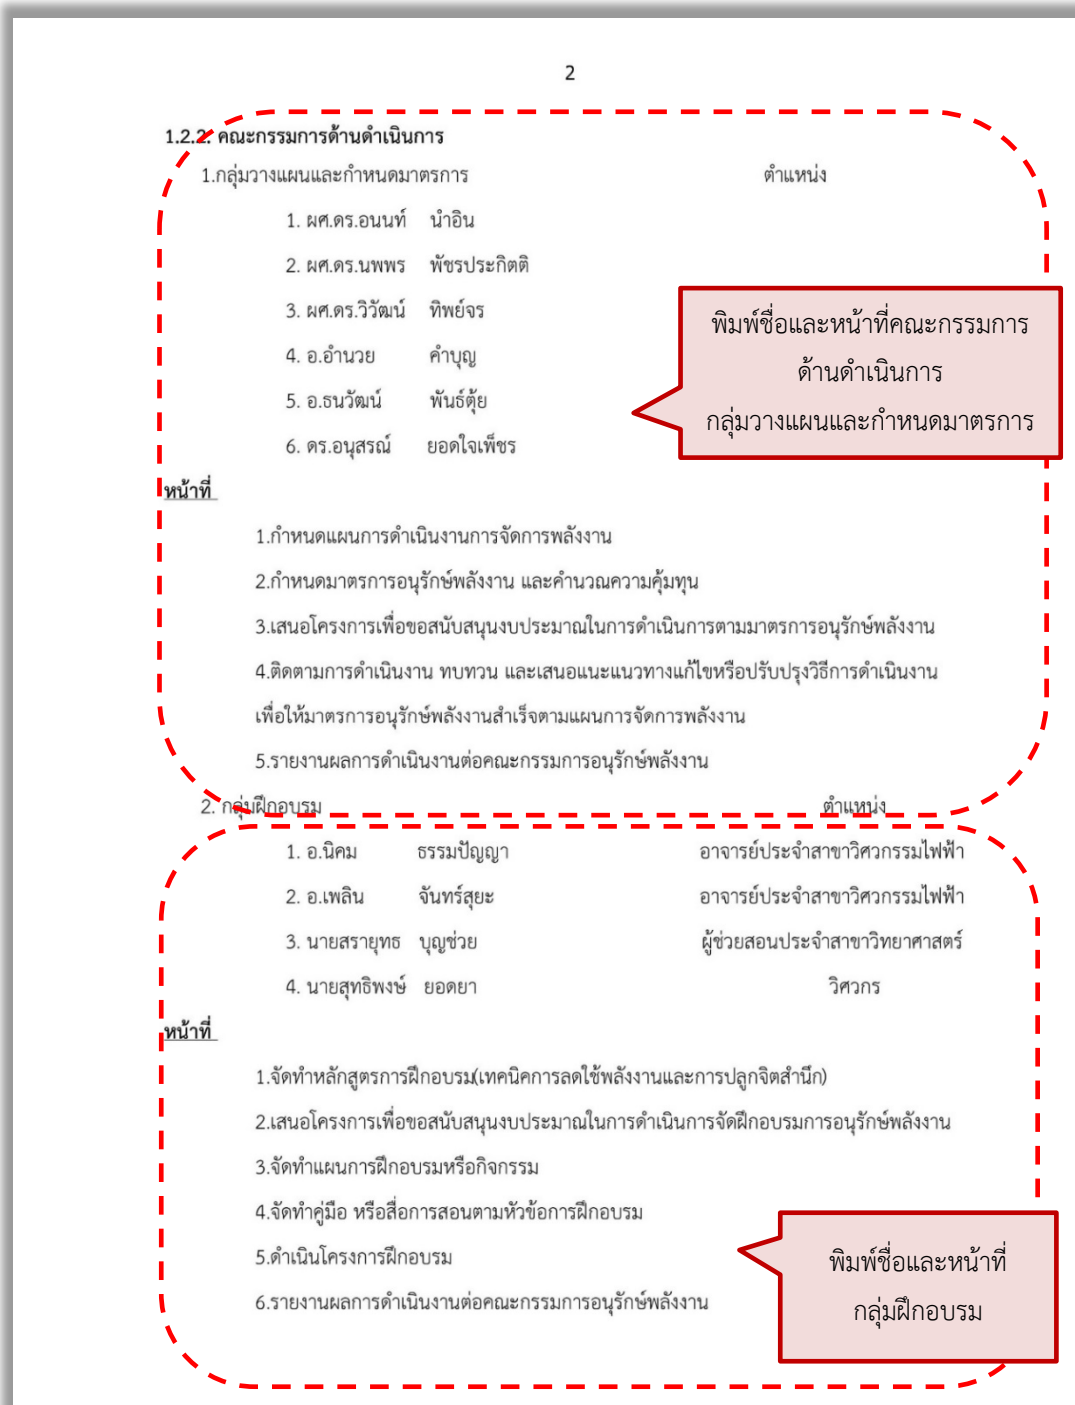 2
1.2.2. คณะกรรมการด้านดำเนินการ
1.กลุ่มวางแผนและกำหนดมาตรการ ตำแหน่ง
1. ผศ.ดร.อนนท์ นำอิน
2. ผศ.ดร.นพพร พัชรประกิตติ
3. ผศ.ดร.วิวัฒน์ ทิพย์จร
4. อ.อำนวย คำบุญ
5. อ.ธนวัฒน์ พันธ์ตุ้ย
6. ดร.อนุสรณ์ ยอดใจเพ็ชร
พิมพ์ชื่อและหน้าที่คณะกรรมการ
ด้านดำเนินการ
กลุ่มวางแผนและกำหนดมาตรการ
หน้าที่
1.กำหนดแผนการดำเนินงานการจัดการพลังงาน
2.กำหนดมาตรการอนุรักษ์พลังงาน และคำนวณความคุ้มทุน
3.เสนอโครงการเพื่อขอสนับสนุนงบประมาณในการดำเนินการตามมาตรการอนุรักษ์พลังงาน
4.ติดตามการดำเนินงาน ทบทวน และเสนอแนะแนวทางแก้ไขหรือปรับปรุงวิธีการดำเนินงาน
เพื่อให้มาตรการอนุรักษ์พลังงานสำเร็จตามแผนการจัดการพลังงาน
5.รายงานผลการดำเนินงานต่อคณะกรรมการอนุรักษ์พลังงาน
2. กลุ่มฝึกอบรม ตำแหน่ง
1. อ.นิคม ธรรมปัญญา อาจารย์ประจำสาขาวิศวกรรมไฟฟ้า
2. อ.เพลิน จันทร์สุยะ อาจารย์ประจำสาขาวิศวกรรมไฟฟ้า
3. นายสรายุทธ บุญช่วย ผู้ช่วยสอนประจำสาขาวิทยาศาสตร์
4. นายสุทธิพงษ์ ยอดยา วิศวกร
หน้าที่
1.จัดทำหลักสูตรการฝึกอบรม(เทคนิคการลดใช้พลังงานและการปลูกจิตสำนึก)
2.เสนอโครงการเพื่อขอสนับสนุนงบประมาณในการดำเนินการจัดฝึกอบรมการอนุรักษ์พลังงาน
3.จัดทำแผนการฝึกอบรมหรือกิจกรรม
4.จัดทำคู่มือ หรือสื่อการสอนตามหัวข้อการฝึกอบรม
5.ดำเนินโครงการฝึกอบรม
6.รายงานผลการดำเนินงานต่อคณะกรรมการอนุรักษ์พลังงาน
พิมพ์ชื่อและหน้าที่
กลุ่มฝึกอบรม